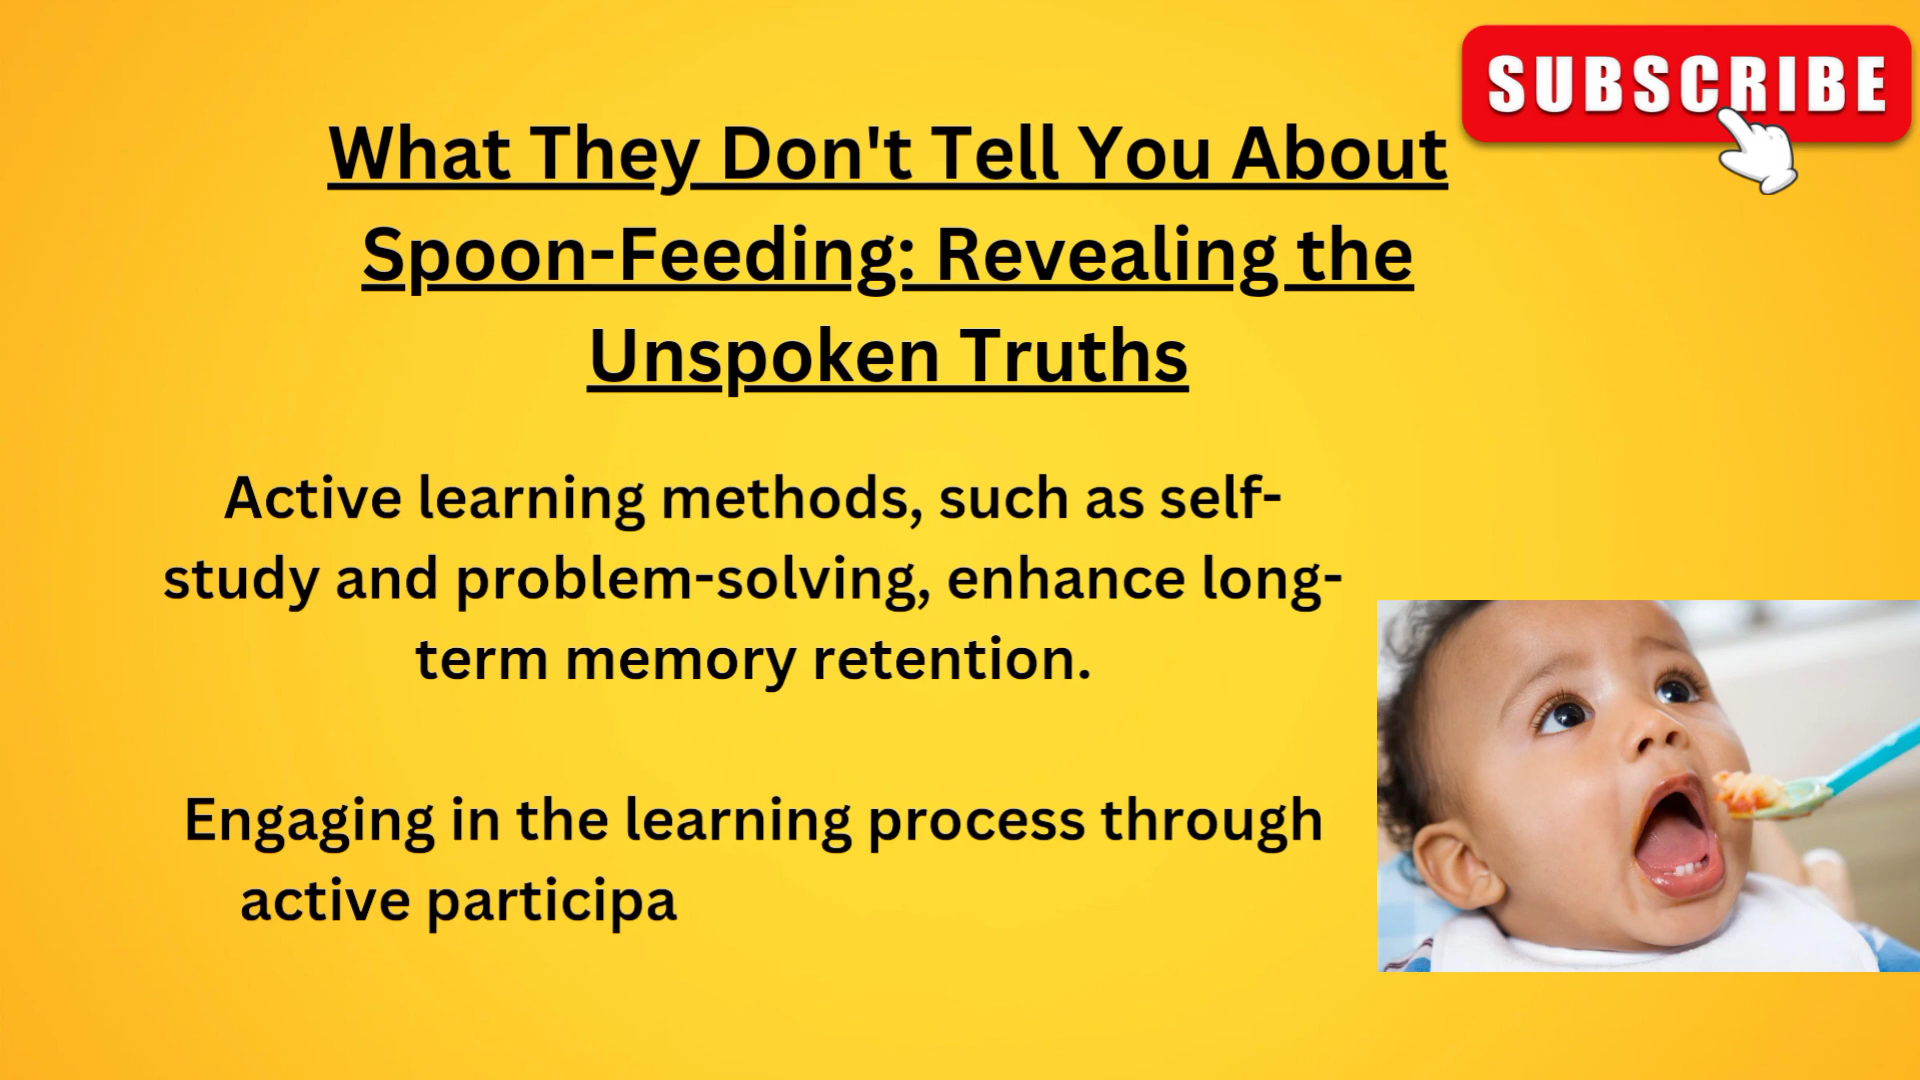 SUBSCRIBE
What They Don't Tell You About
Spoon-Feeding: Revealing the
Unspoken Truths
Active learning methods, such as self-
study and problem-solving, enhance long-
term memory retention.
Engaging in the learning process through
active participa